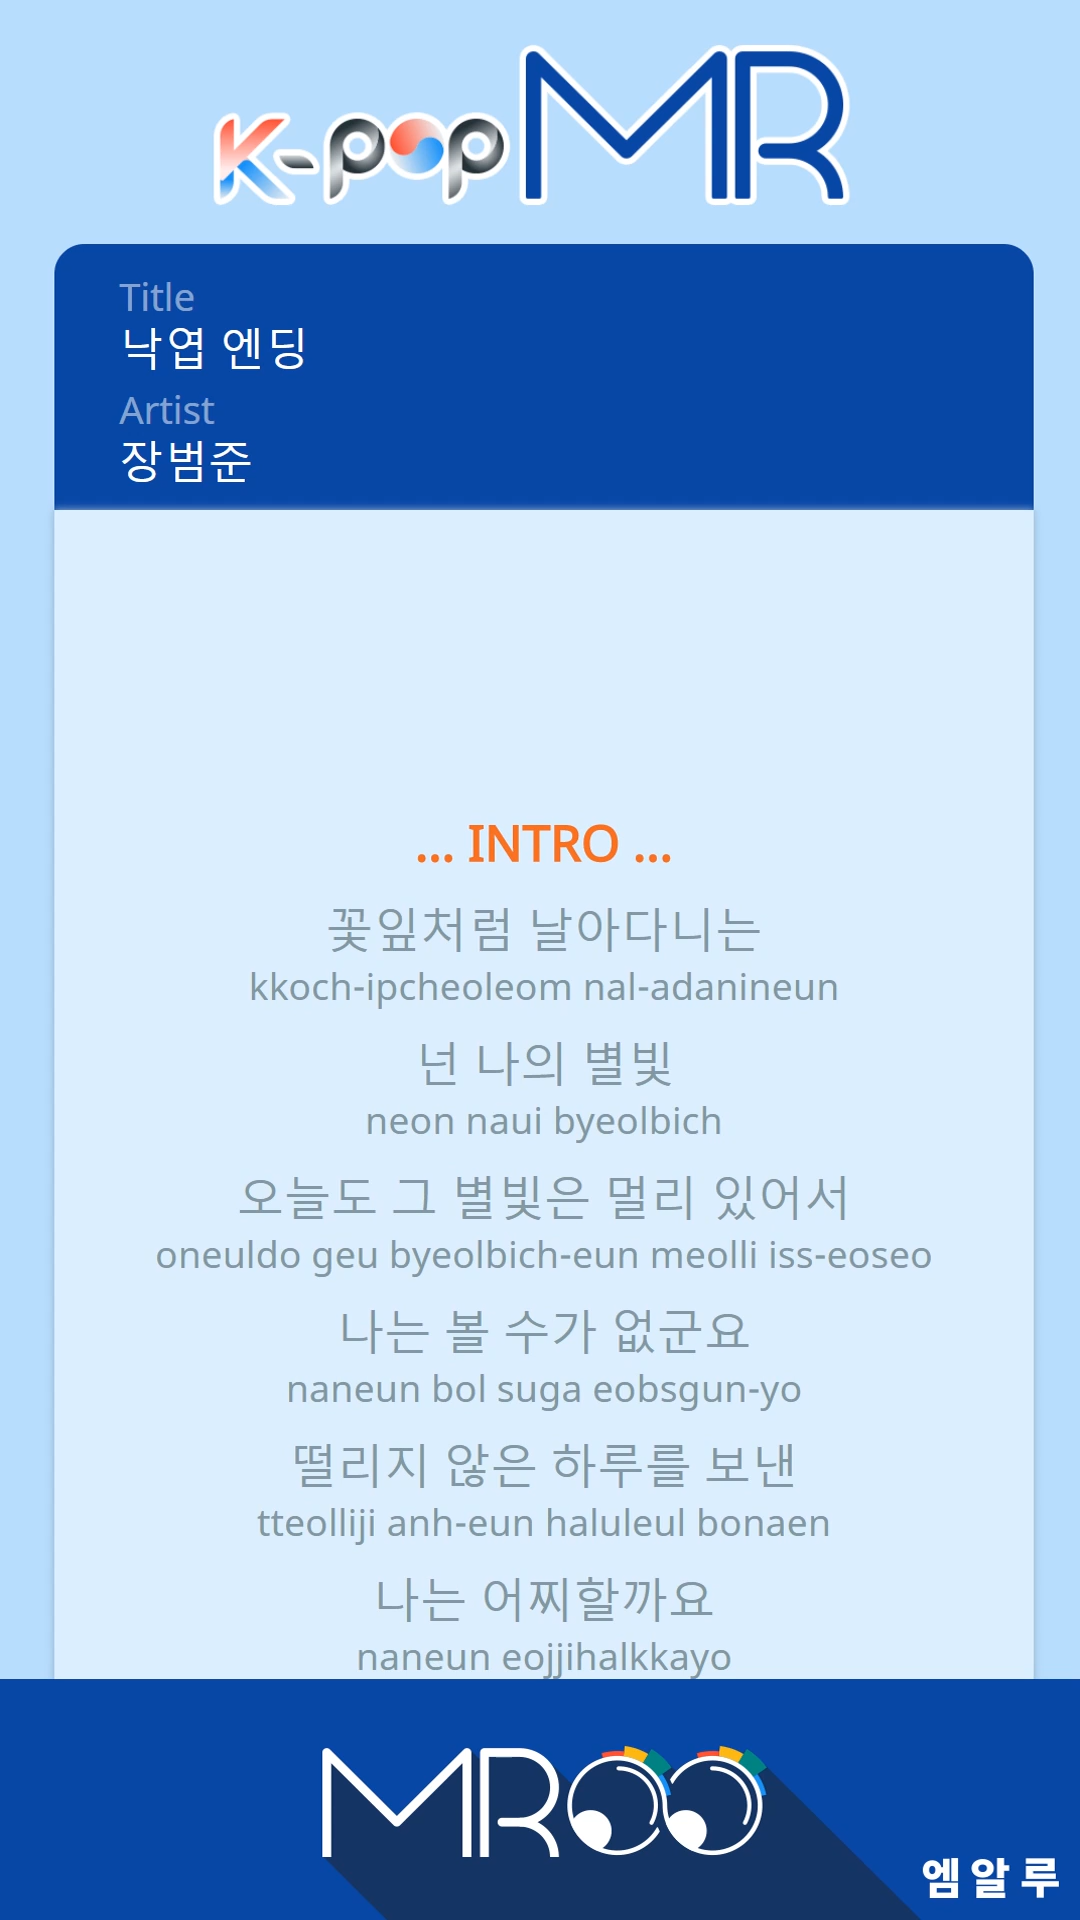 K-pop MR
Title
낙엽 엔딩
Artist
장범준
... INTRO ...
꽃잎처럼 날아다니는
kkoch-ipcheoleom nal-adanineun
넌 나의 별빛
neon naui byeolbich
오늘도 그 별빛은 멀리 있어서
oneuldo geu byeolbich-eun meolli iss-eoseo
나는 볼 수가 없군요
naneun bol suga eobsgun-yo
떨리지 않은 하루를 보낸
tteolliji anh-eun haluleul bonaen
나는 어찌할까요
naneun eojjihalkkayo
MROO
엠알루